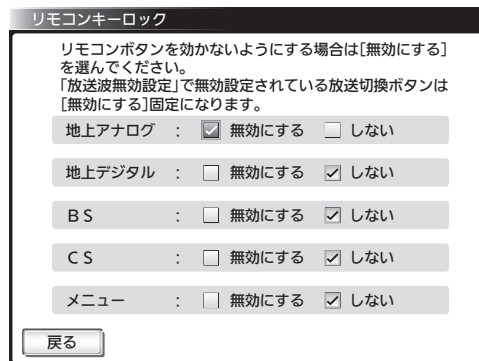 リモコンキーロック
リモコンボタンを効かないようにする場合は[無効にする]
を選んでください。
「放送波無効設定」で無効設定されている放送切換ボタンは
[無効にする]固定になります。
地上アナログ : 無効にする しない
地上デジタル : 無効にする しない
BS : 無効にする しない
CS : 無効にする しない
メニュー : 無効にする しない
戻る